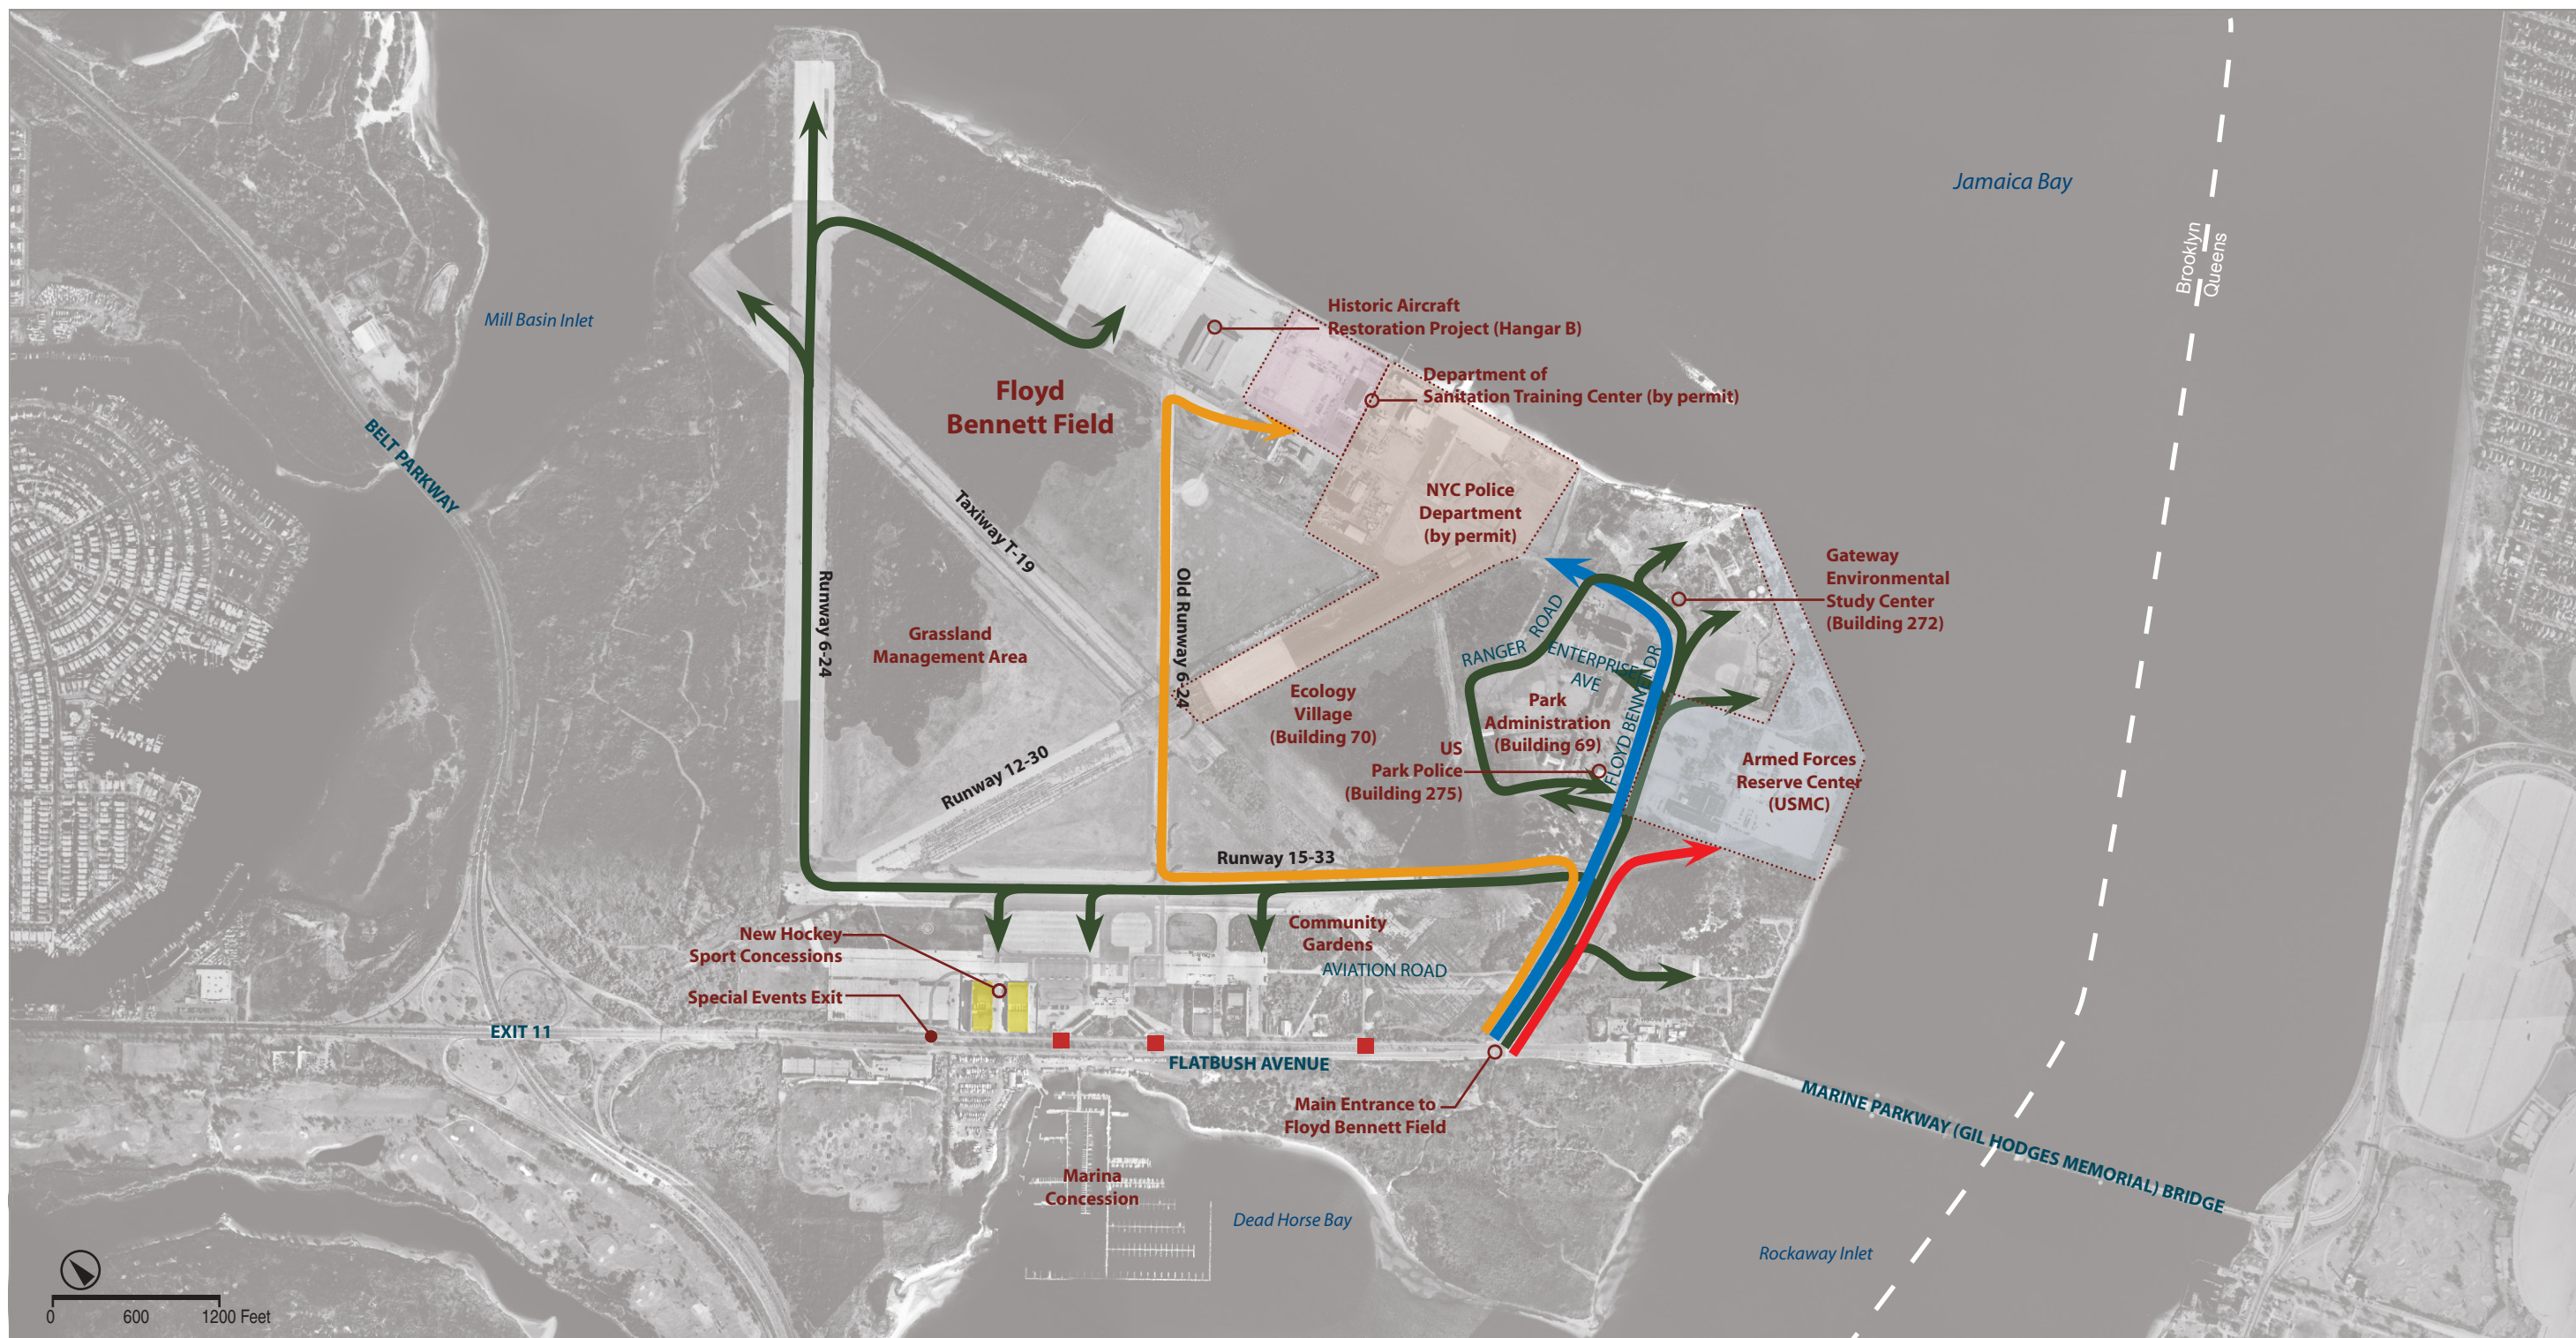 Jamaica Bay
Brooklyn
Queens
Mill Basin Inlet
Historic Aircraft
Restoration Project (Hangar B)
Department of
Sanitation Training Center (by permit)
Floyd
Bennett Field
BELT PARKWAY
Taxiway T-19
NYC Police
Department
(by permit)
Gateway
Environmental
Study Center
(Building 272)
Runway 6-24
Old Runway 6-24
Grassland
Management Area
RANGER ROAD
ENTERPRISE
AVE
FLOYD BENNETT DR
Ecology
Village
(Building 70)
Park
Administration
(Building 69)
US
Park Police
(Building 275)
Armed Forces
Reserve Center
(USMC)
Runway 12-30
Runway 15-33
New Hockey
Sport Concessions
Community
Gardens
AVIATION ROAD
Special Events Exit
EXIT 11
FLATBUSH AVENUE
Main Entrance to
Floyd Bennett Field
MARINE PARKWAY (GIL HODGES MEMORIAL) BRIDGE
Marina
Concession
Dead Horse Bay
Rockaway Inlet
0 600 1200 Feet